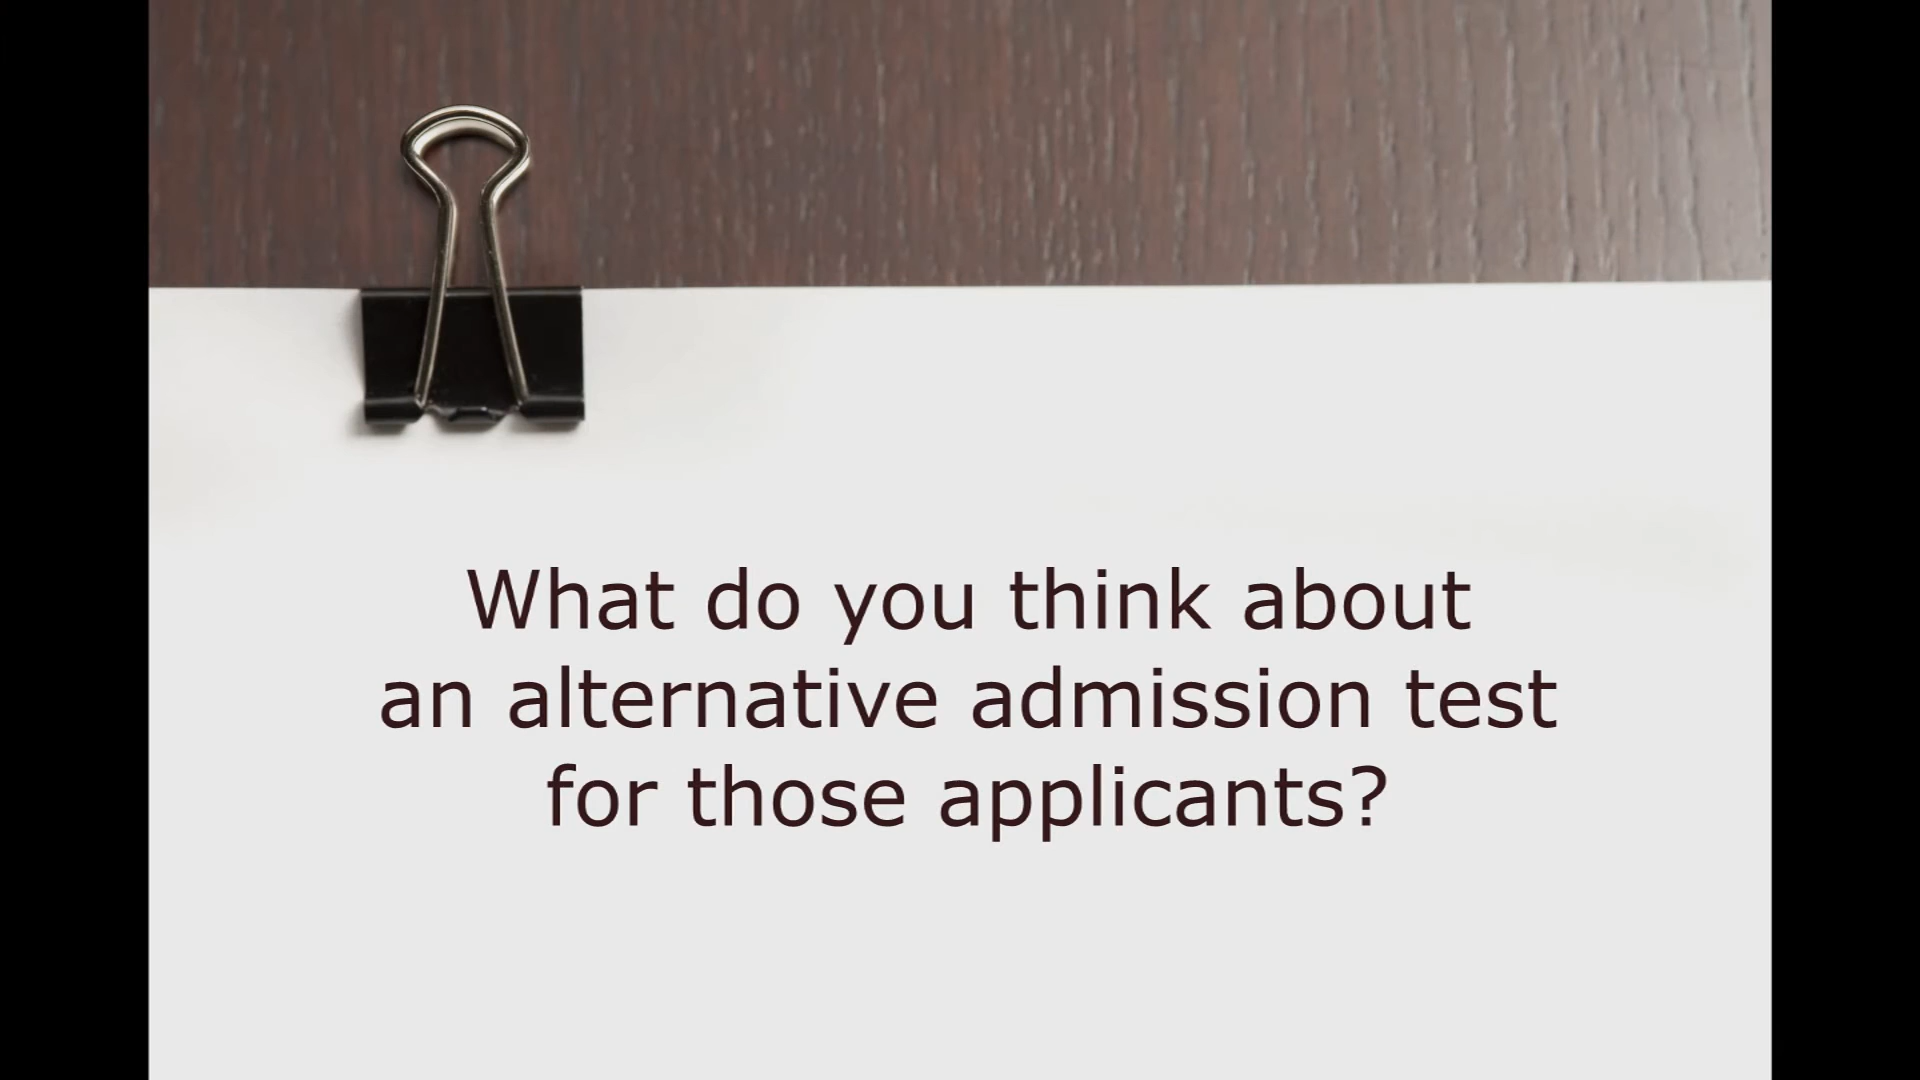 What do you think about
an alternative admission test
for those applicants?